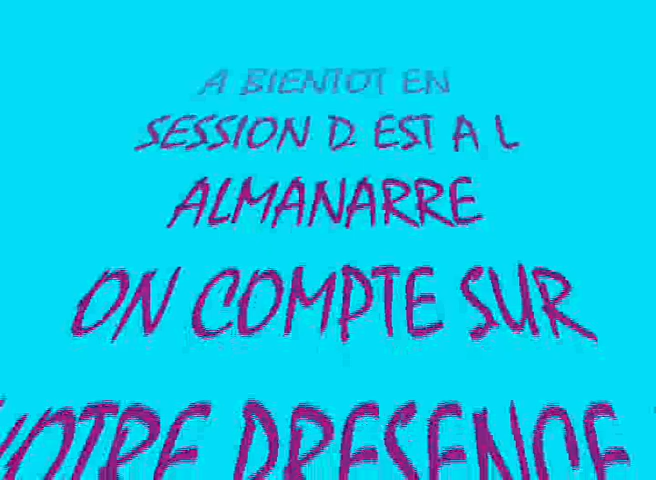 A BIENTOT EN
SESSION D EST A L
ALMANARRE
ON COMPTE SUR
VOTRE PRESENCE